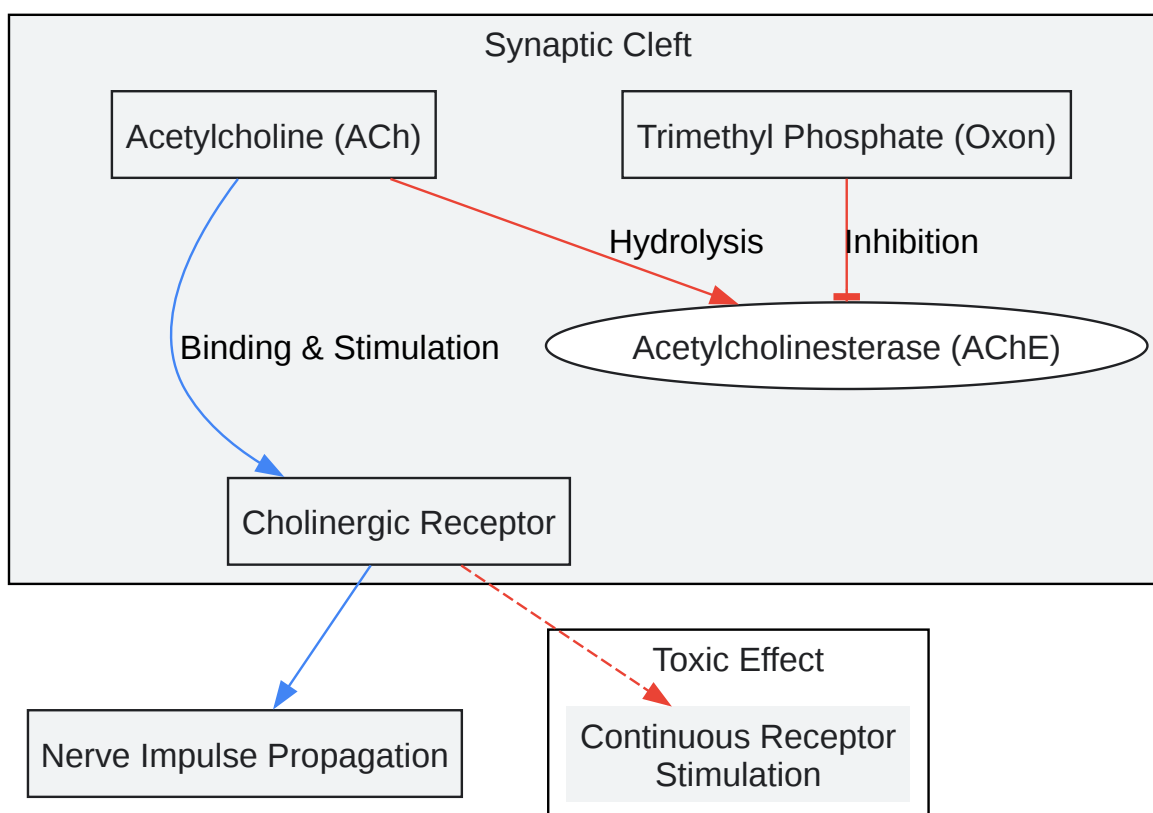 Synaptic Cleft
Acetylcholine (ACh)
Trimethyl Phosphate (Oxon)
Hydrolysis
Inhibition
Binding & Stimulation
Acetylcholinesterase (AChE)
Cholinergic Receptor
Toxic Effect
Nerve Impulse Propagation
Continuous Receptor
Stimulation